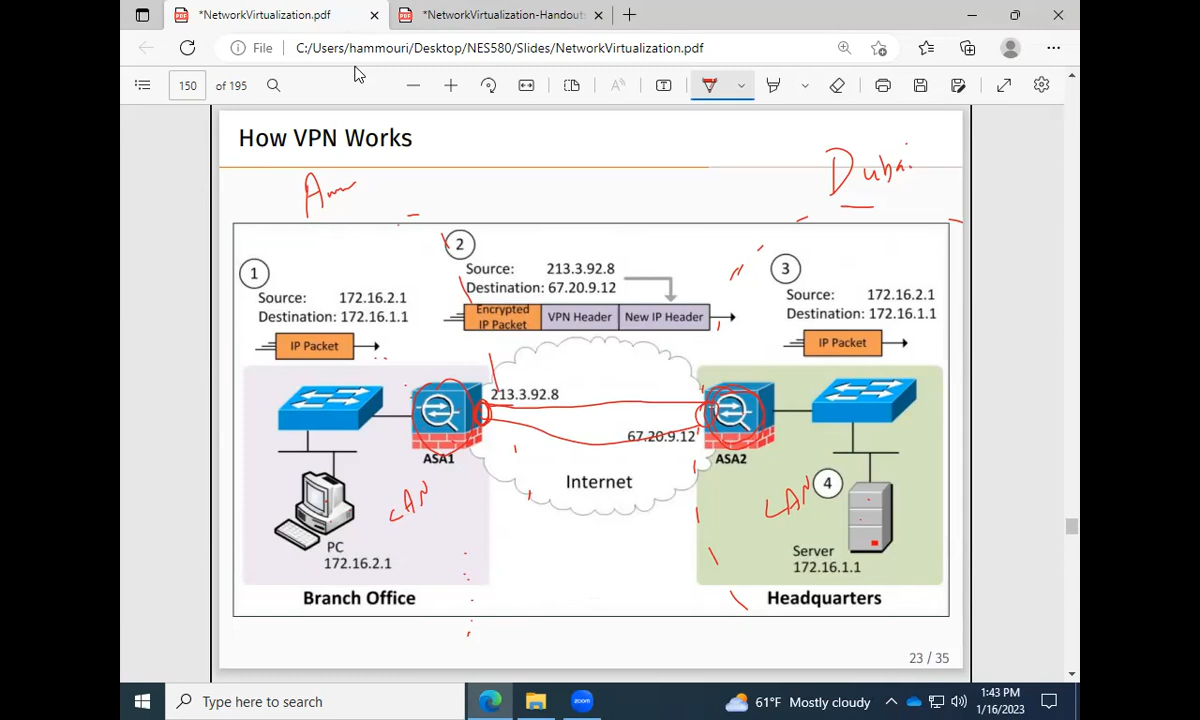 *NetworkVirtualization.pdf
*NetworkVirtualization-Handout
File
C:/Users/hammouri/Desktop/NES580/Slides/NetworkVirtualization.pdf
150 of 195
How VPN Works
Dubai
1
Source: 172.16.2.1
Destination: 172.16.1.1
IP Packet
2
Source: 213.3.92.8
Destination: 67.20.9.12
Encrypted
IP Packet
VPN Header
New IP Header
3
Source: 172.16.2.1
Destination: 172.16.1.1
IP Packet
213.3.92.8
67.20.9.12
ASA1
ASA2
Internet
LAN
LAN
4
PC
172.16.2.1
Server
172.16.1.1
Branch Office
Headquarters
23 / 35
Type here to search
zoom
61°F Mostly cloudy
1:43 PM
1/16/2023